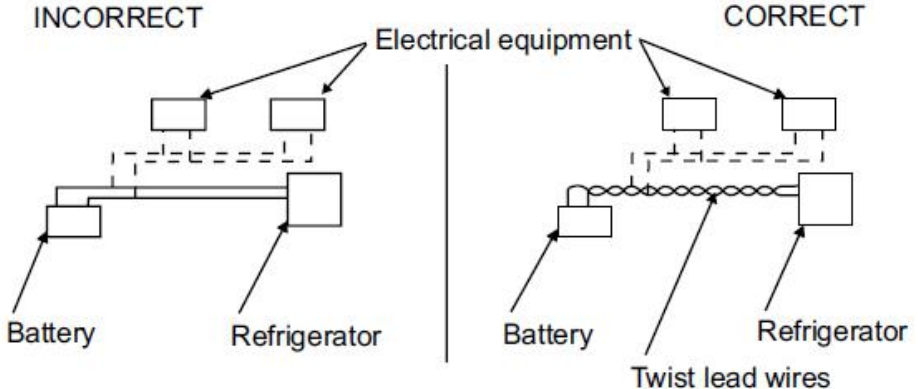 INCORRECT
CORRECT
Electrical equipment
Battery
Refrigerator
Battery
Refrigerator
Twist lead wires